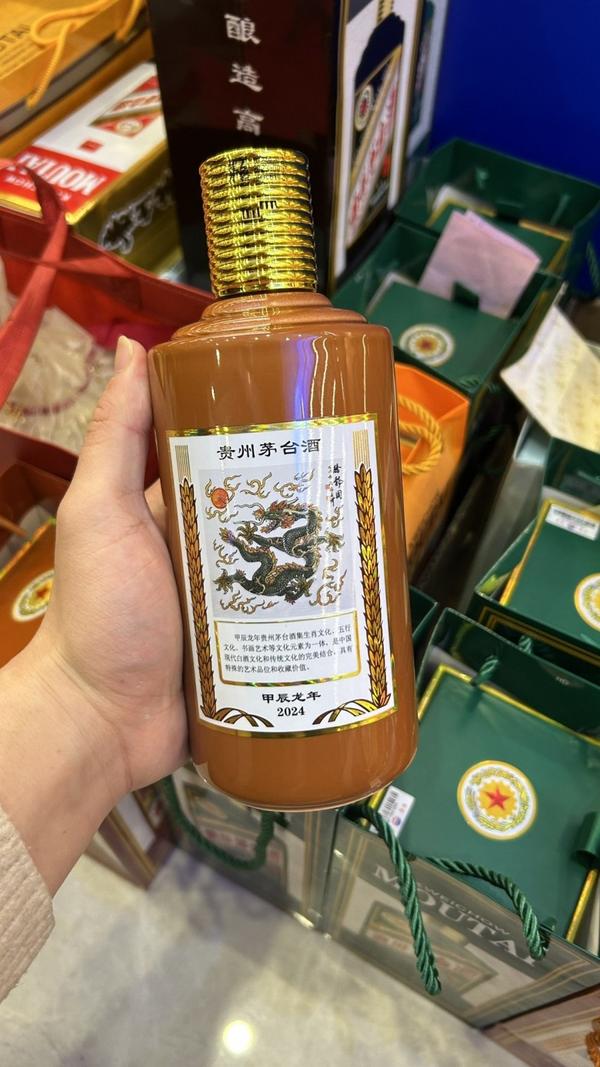 酿
造
高
MOUTAI
贵州茅台酒
甲辰龙年贵州茅台酒集生肖文化、五行
文化、书画艺术等文化元素为一体，是中国
现代白酒文化和传统文化的完美结合，具有
特殊的艺术品位和收藏价值。
甲辰龙年
2024
KWEICHOW
MOUTAI